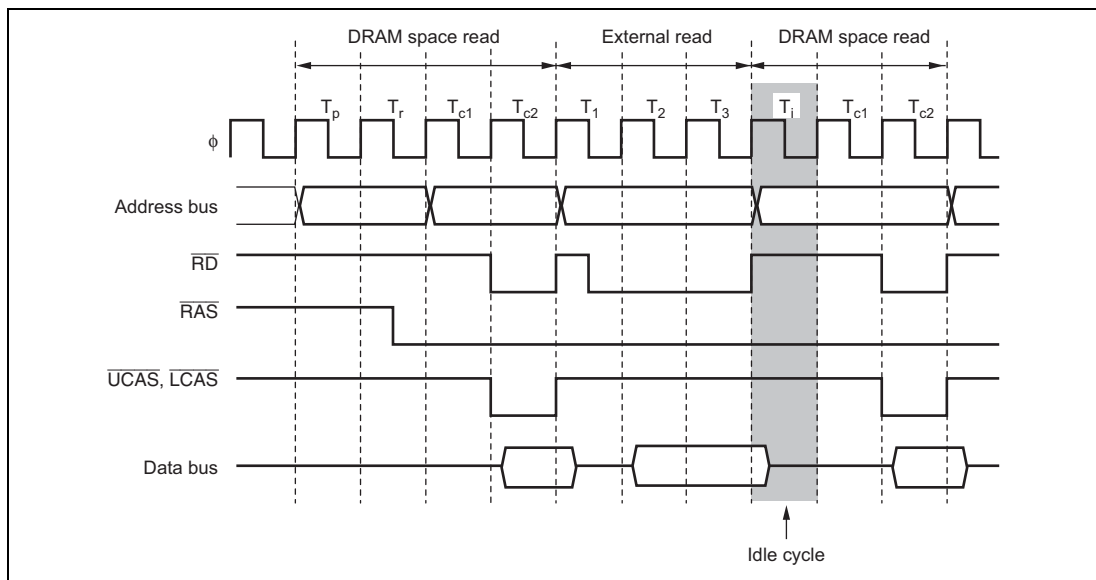 DRAM space read External read DRAM space read
Tp Tr Tc1 Tc2 T1 T2 T3 Ti Tc1 Tc2
ϕ
Address bus
RD
RAS
UCAS, LCAS
Data bus
Idle cycle